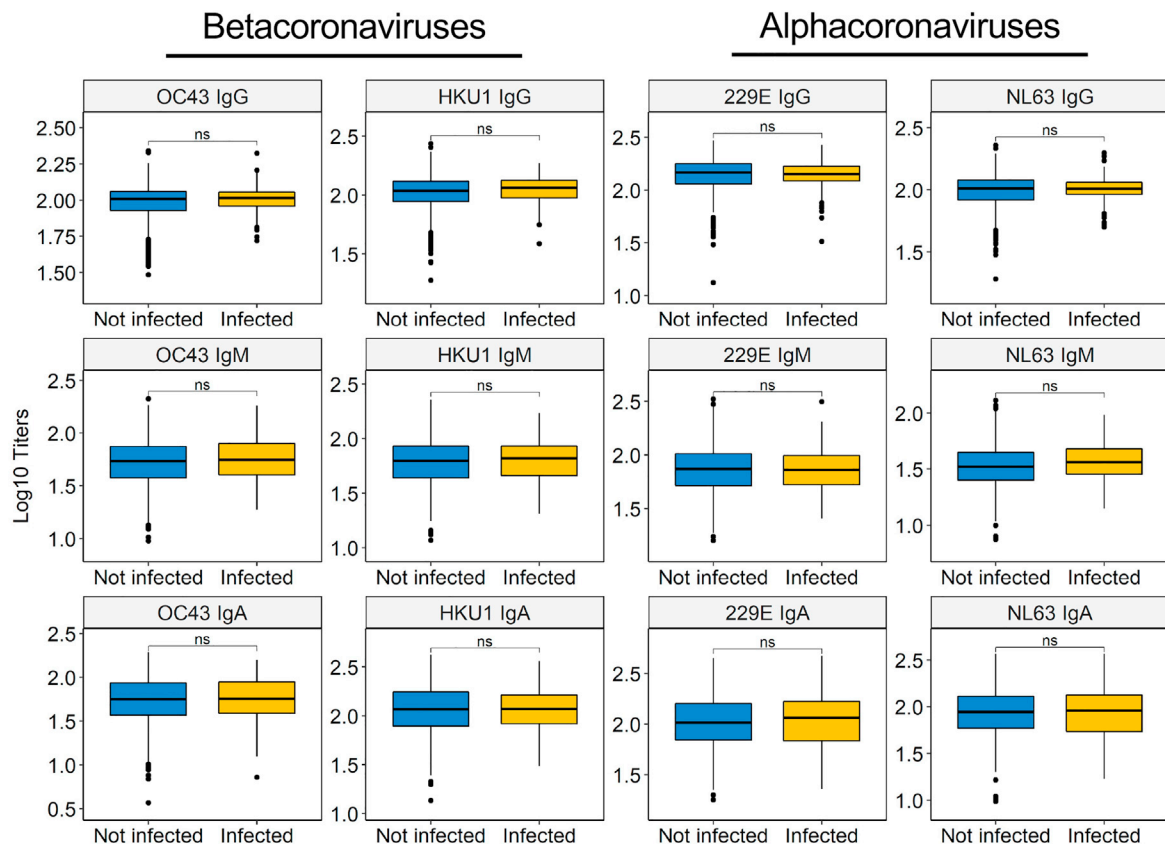 Betacoronaviruses Alphacoronaviruses
OC43 IgG HKU1 IgG 229E IgG NL63 IgG
ns ns ns ns
2.50 2.25 2.00 1.75 1.50
2.5 2.0 1.5
2.5 2.0 1.5 1.0
2.5 2.0 1.5
Not infected Infected Not infected Infected Not infected Infected Not infected Infected
OC43 IgM HKU1 IgM 229E IgM NL63 IgM
ns ns ns ns
Log10 Titers
2.5 2.0 1.5 1.0
2.5 2.0 1.5 1.0
2.5 2.0 1.5
2.0 1.5 1.0
Not infected Infected Not infected Infected Not infected Infected Not infected Infected
OC43 IgA HKU1 IgA 229E IgA NL63 IgA
ns ns ns ns
2.5 2.0 1.5 1.0 0.5
2.5 2.0 1.5 1.0
2.5 2.0 1.5
2.5 2.0 1.5 1.0
Not infected Infected Not infected Infected Not infected Infected Not infected Infected